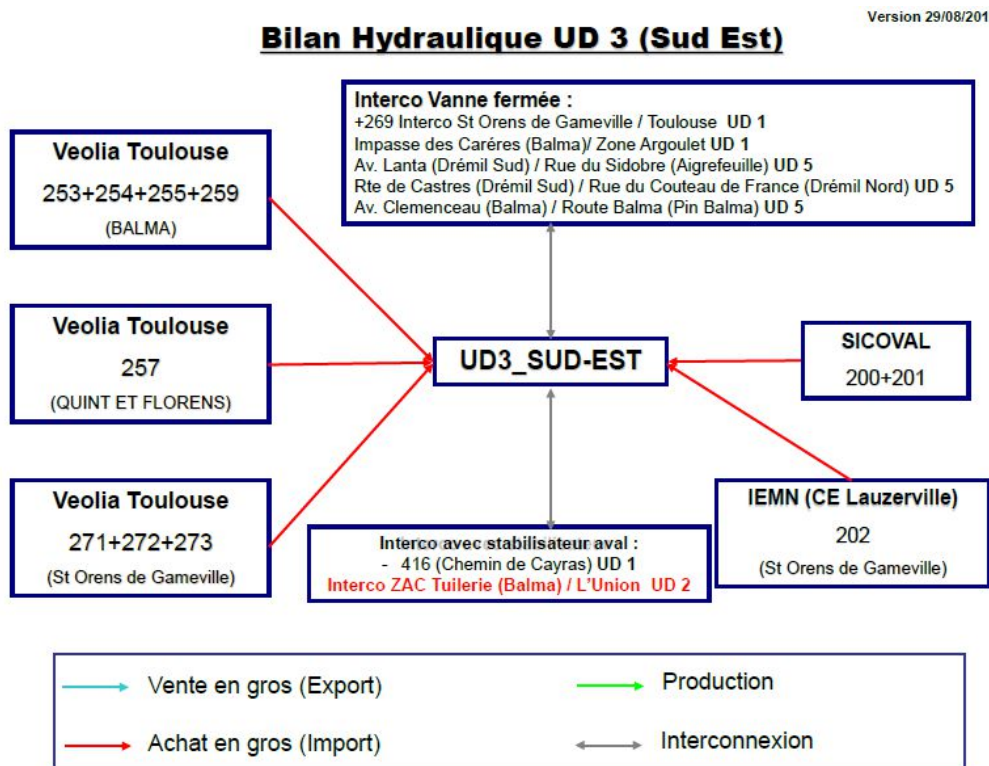 Version 29/08/201
Bilan Hydraulique UD 3 (Sud Est)
Interco Vanne fermée :
+269 Interco St Orens de Gameville / Toulouse UD 1
Impasse des Caréres (Balma)/ Zone Argoulet UD 1
Av. Lanta (Drémil Sud) / Rue du Sidobre (Aigrefeuille) UD 5
Rte de Castres (Drémil Sud) / Rue du Couteau de France (Drémil Nord) UD 5
Av. Clemenceau (Balma) / Route Balma (Pin Balma) UD 5
Veolia Toulouse
253+254+255+259
(BALMA)
Veolia Toulouse
257
(QUINT ET FLORENS)
UD3_SUD-EST
SICOVAL
200+201
Veolia Toulouse
271+272+273
(St Orens de Gameville)
IEMN (CE Lauzerville)
202
(St Orens de Gameville)
Interco avec stabilisateur aval :
- 416 (Chemin de Cayras) UD 1
Interco ZAC Tuilerie (Balma) / L'Union UD 2
Vente en gros (Export)
Production
Achat en gros (Import)
Interconnexion